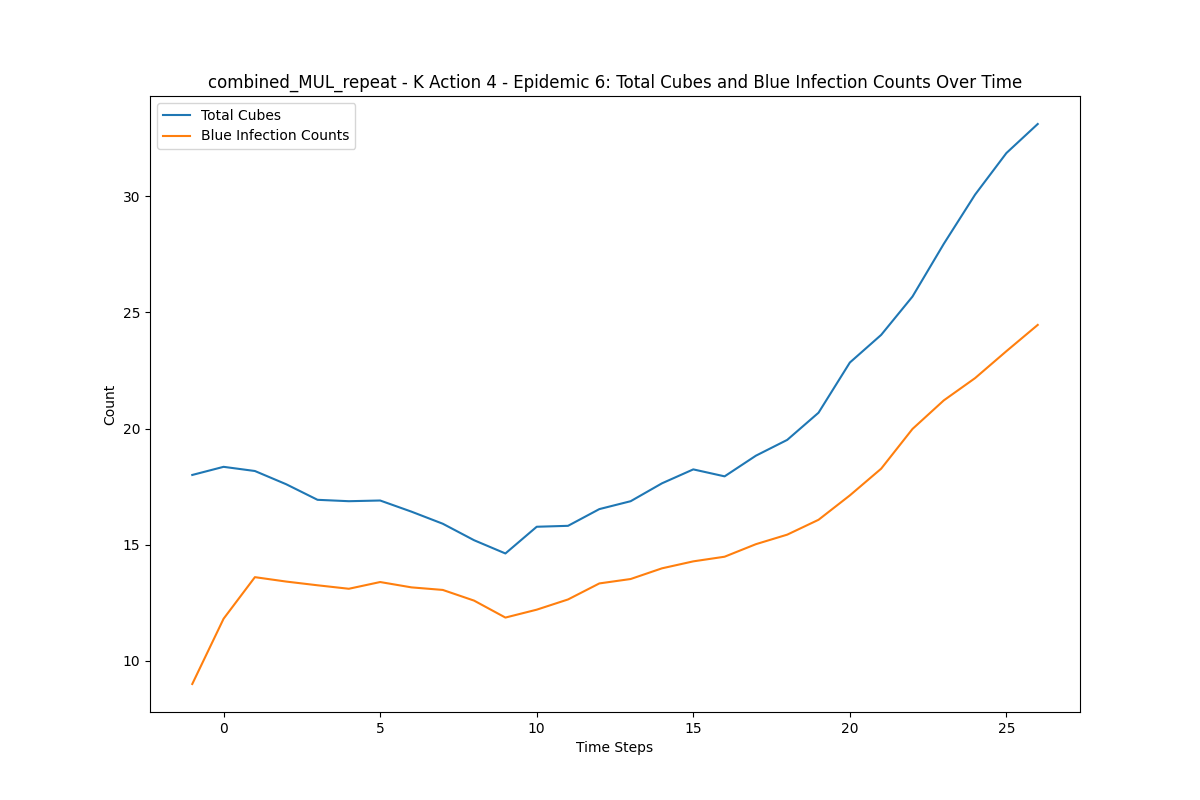 combined_MUL_repeat - K Action 4 - Epidemic 6: Total Cubes and Blue Infection Counts Over Time
Total Cubes
Blue Infection Counts
30
25
20
15
10
Count
0 5 10 15 20 25
Time Steps